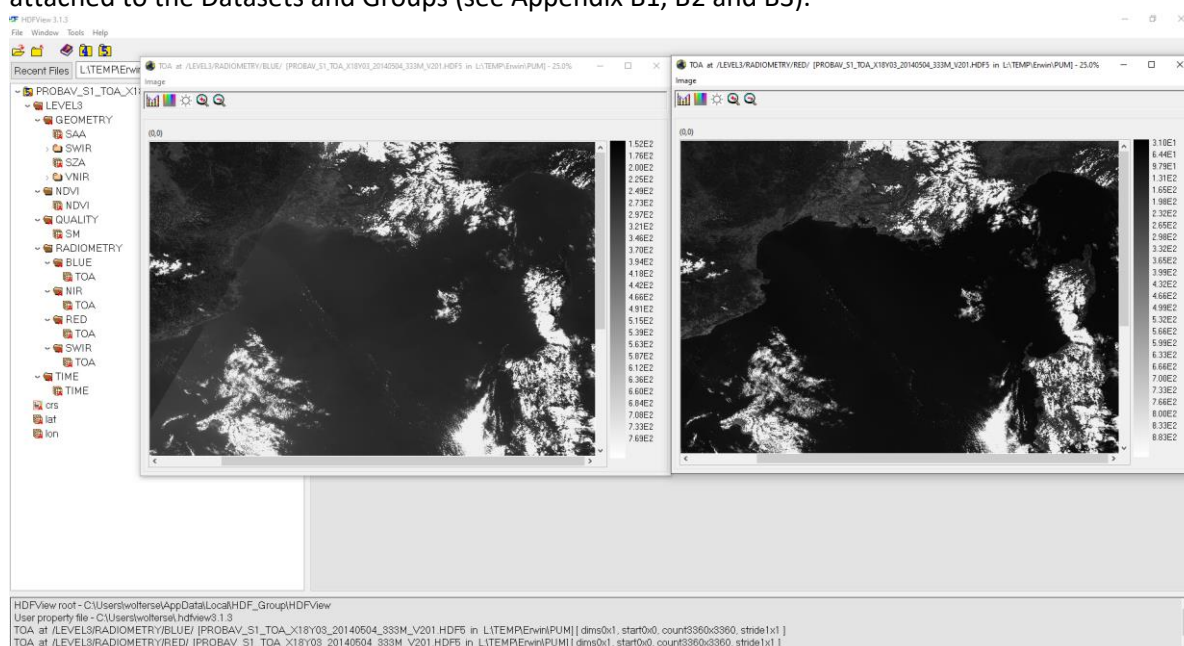 attached to the Datasets and Groups (see Appendix B1, B2 and B3).
HDFView 3.1.3
File Window Tools Help
Recent Files L:\TEMP\Erwin
PROBAV_S1_TOA_X18
LEVEL3
GEOMETRY
SAA
SWIR
SZA
VNIR
NDVI
NDVI
QUALITY
SM
RADIOMETRY
BLUE
TOA
NIR
TOA
RED
TOA
SWIR
TOA
TIME
TIME
crs
lat
lon
TOA at /LEVEL3/RADIOMETRY/BLUE/ [PROBAV_S1_TOA_X18Y03_20140504_333M_V201.HDF5 in L:\TEMP\Erwin\PUM] - 25.0%
Image
(0,0)
1.52E2
1.76E2
2.00E2
2.25E2
2.49E2
2.73E2
2.97E2
3.21E2
3.46E2
3.70E2
3.94E2
4.18E2
4.42E2
4.66E2
4.91E2
5.15E2
5.39E2
5.63E2
5.87E2
6.12E2
6.36E2
6.60E2
6.84E2
7.08E2
7.33E2
7.69E2
TOA at /LEVEL3/RADIOMETRY/RED/ [PROBAV_S1_TOA_X18Y03_20140504_333M_V201.HDF5 in L:\TEMP\Erwin\PUM] - 25.0%
Image
(0,0)
3.10E1
6.44E1
9.79E1
1.31E2
1.65E2
1.98E2
2.32E2
2.65E2
2.98E2
3.32E2
3.65E2
3.99E2
4.32E2
4.66E2
4.99E2
5.32E2
5.66E2
5.99E2
6.33E2
6.66E2
7.00E2
7.33E2
7.66E2
8.00E2
8.33E2
8.83E2
HDFView root - C:\Users\wolterse\AppData\Local\HDF_Group\HDFView
User property file - C:\Users\wolterse\.hdfview3.1.3
TOA at /LEVEL3/RADIOMETRY/BLUE/ [PROBAV_S1_TOA_X18Y03_20140504_333M_V201.HDF5 in L:\TEMP\Erwin\PUM] [ dims0x1, start0x0, count3360x3360, stride1x1 ]
TOA at /LEVEL3/RADIOMETRY/RED/ [PROBAV_S1_TOA_X18Y03_20140504_333M_V201.HDF5 in L:\TEMP\Erwin\PUM] [ dims0x1, start0x0, count3360x3360, stride1x1 ]